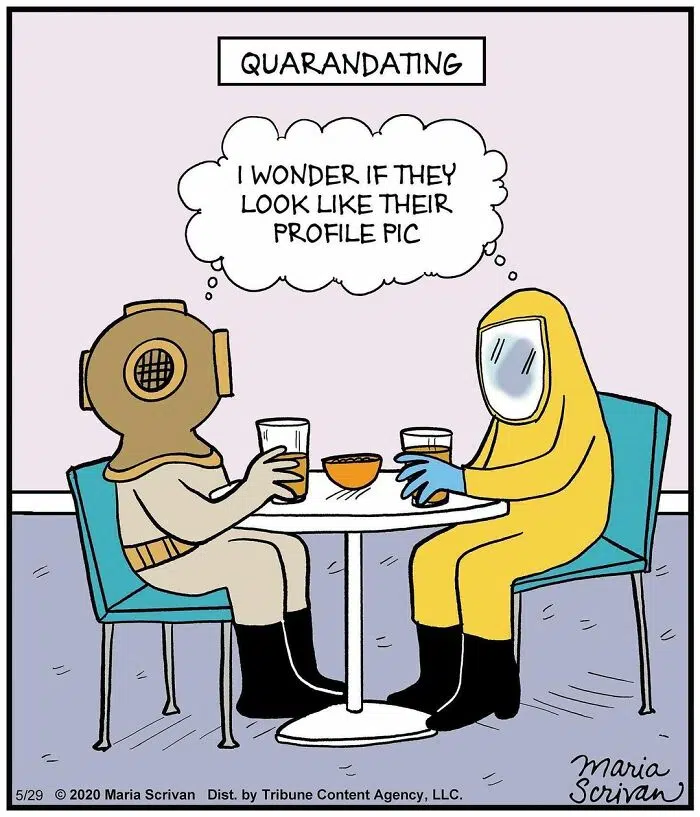 QUARANDATING
I WONDER IF THEY
LOOK LIKE THEIR
PROFILE PIC
Maria
Scrivan
5/29 © 2020 Maria Scrivan Dist. by Tribune Content Agency, LLC.